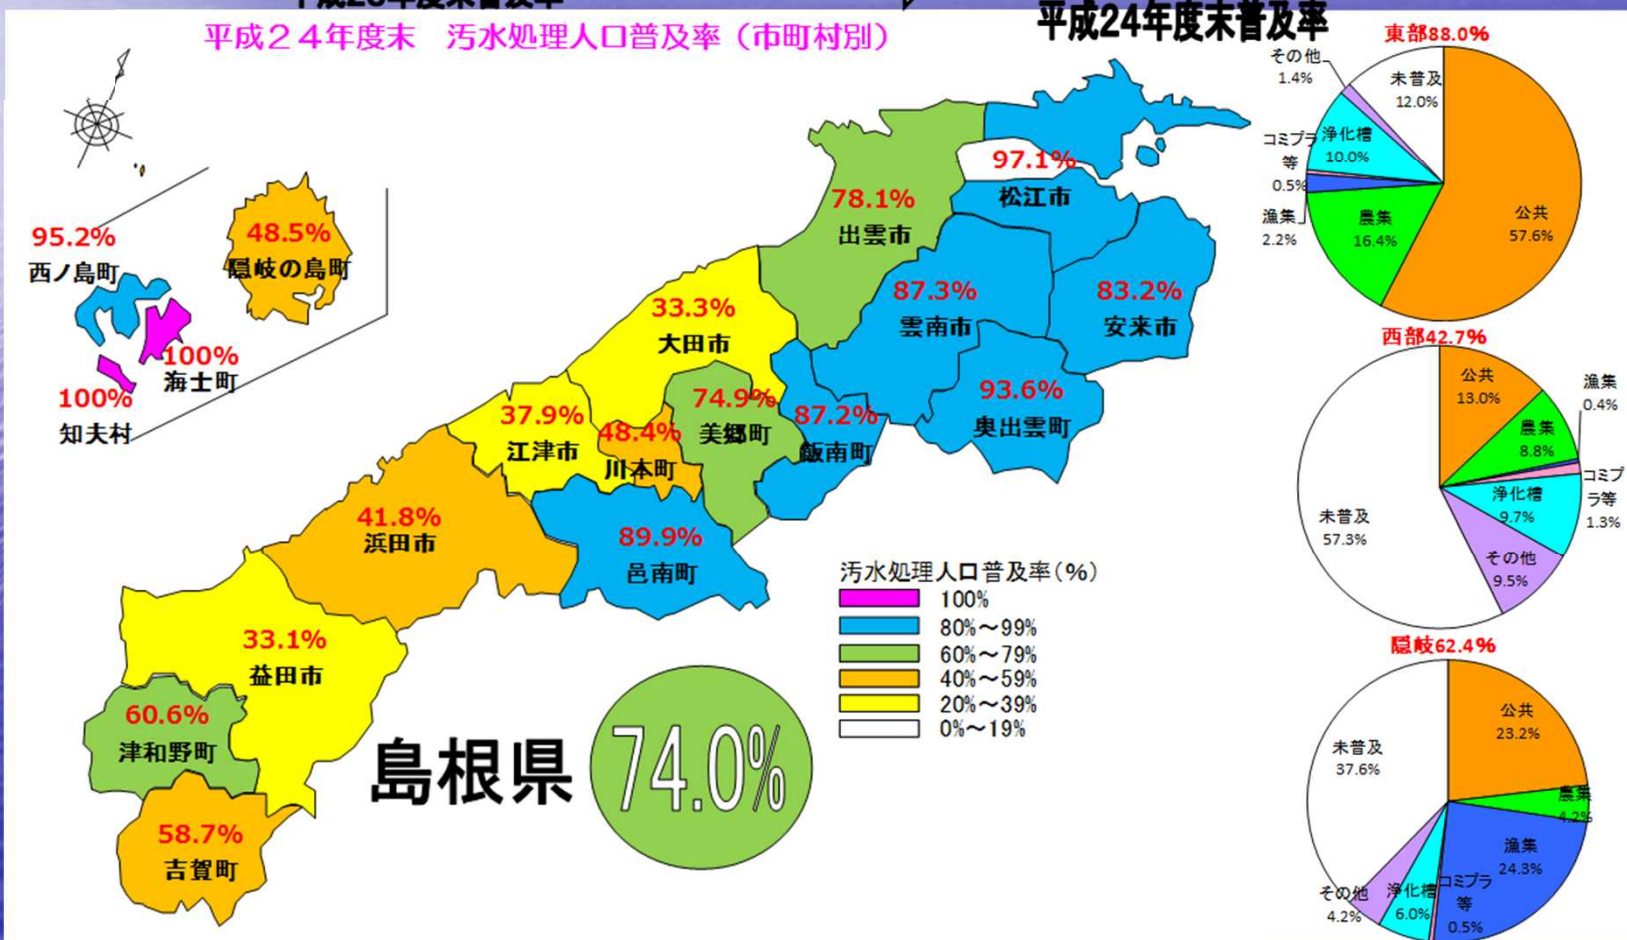 平成24年度末普及率
平成２４年度末　汚水処理人口普及率（市町村別）
95.2%
西ノ島町
48.5%
隠岐の島町
100%
海士町
100%
知夫村
97.1%
松江市
78.1%
出雲市
87.3%
雲南市
83.2%
安来市
33.3%
大田市
93.6%
奥出雲町
74.9%
美郷町
87.2%
飯南町
37.9%
江津市
48.4%
川本町
41.8%
浜田市
89.9%
邑南町
33.1%
益田市
60.6%
津和野町
58.7%
吉賀町
島根県
74.0%
汚水処理人口普及率(%)
100%
80%～99%
60%～79%
40%～59%
20%～39%
0%～19%
東部88.0%
その他
1.4%
未普及
12.0%
コミプラ
等
0.5%
浄化槽
10.0%
漁集
2.2%
農集
16.4%
公共
57.6%
西部42.7%
公共
13.0%
漁集
0.4%
農集
8.8%
コミプ
ラ等
1.3%
浄化槽
9.7%
未普及
57.3%
その他
9.5%
隠岐62.4%
公共
23.2%
未普及
37.6%
農集
4.2%
漁集
24.3%
コミプラ
等
0.5%
浄化槽
6.0%
その他
4.2%